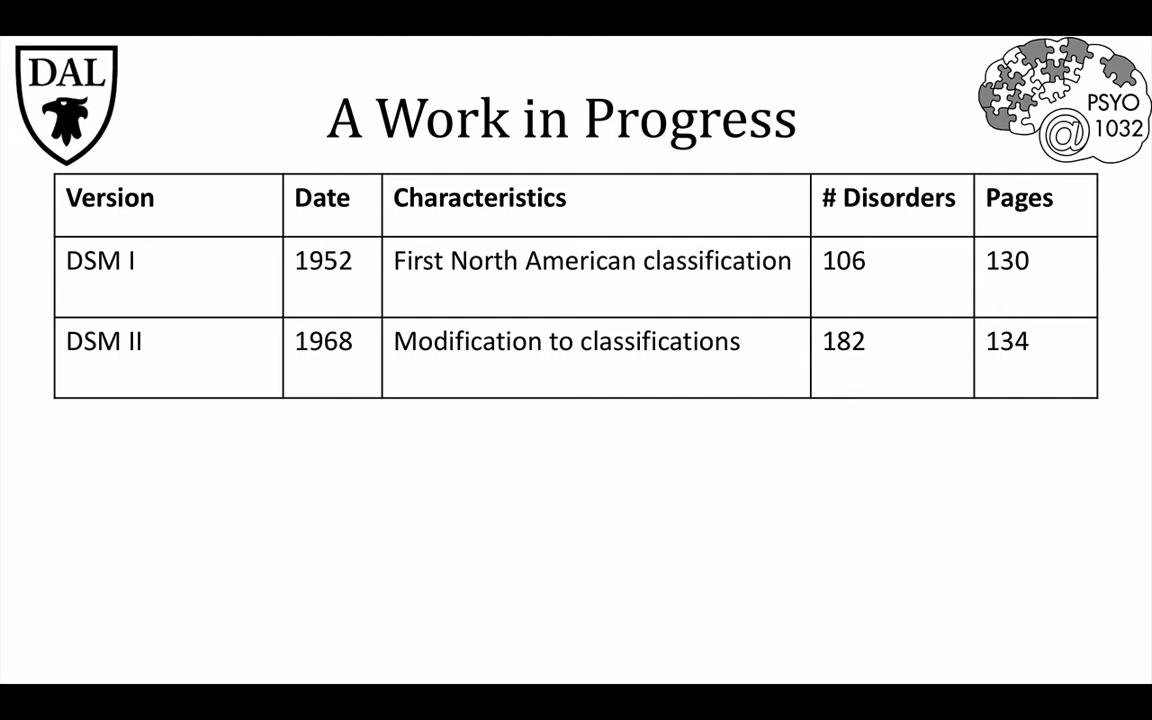 DAL
A Work in Progress
PSYO
@ 1032
Version Date Characteristics # Disorders Pages
DSM I 1952 First North American classification 106 130
DSM II 1968 Modification to classifications 182 134